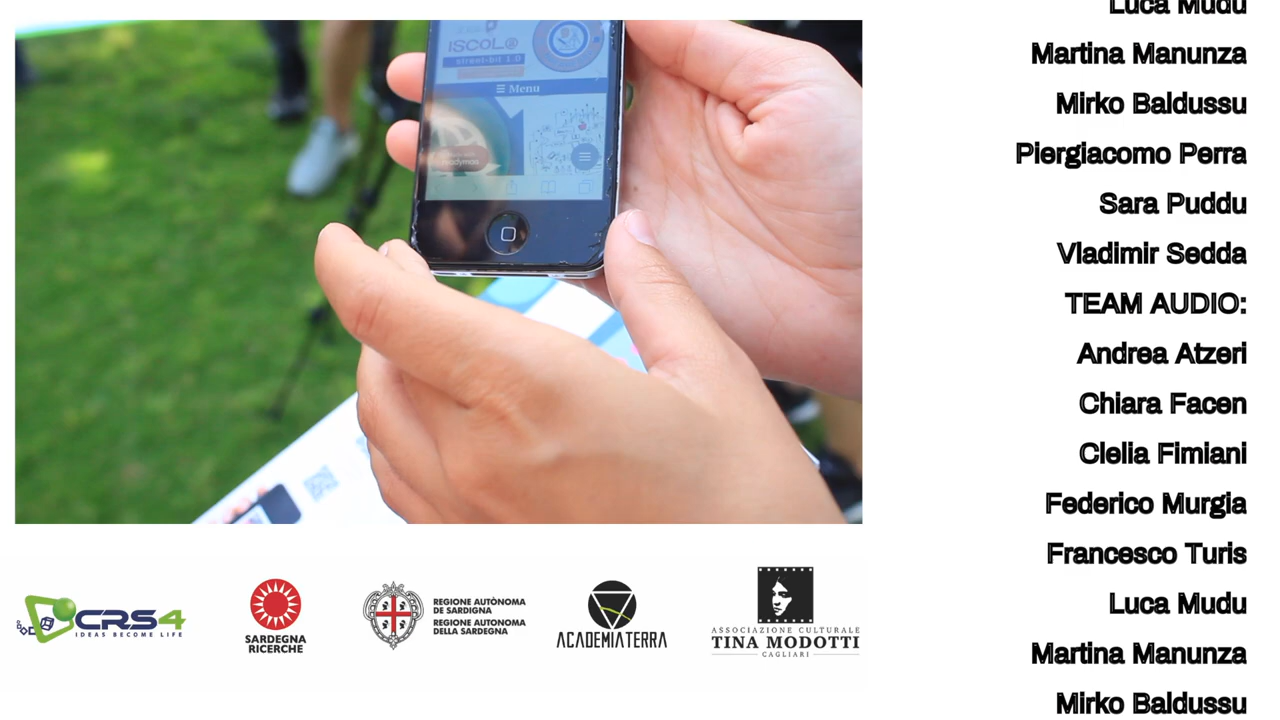 ISCOL@
street-bit 1.0
☰ Menu
readymag
CRS4
IDEAS BECOME LIFE
SARDEGNA
RICERCHE
REGIONE AUTÒNOMA
DE SARDIGNA
REGIONE AUTONOMA
DELLA SARDEGNA
ACADEMIATERRA
ASSOCIAZIONE CULTURALE
TINA MODOTTI
CAGLIARI
Luca Mudu
Martina Manunza
Mirko Baldussu
Piergiacomo Perra
Sara Puddu
Vladimir Sedda
TEAM AUDIO:
Andrea Atzeri
Chiara Facen
Clelia Fimiani
Federico Murgia
Francesco Turis
Luca Mudu
Martina Manunza
Mirko Baldussu